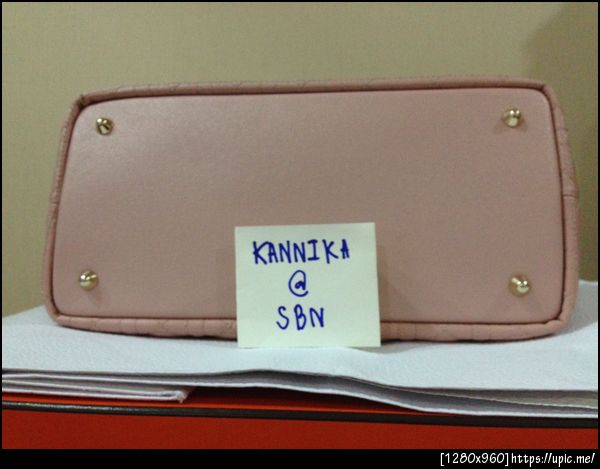 KANNIKA
@
SBN
[1280x960]https://upic.me/